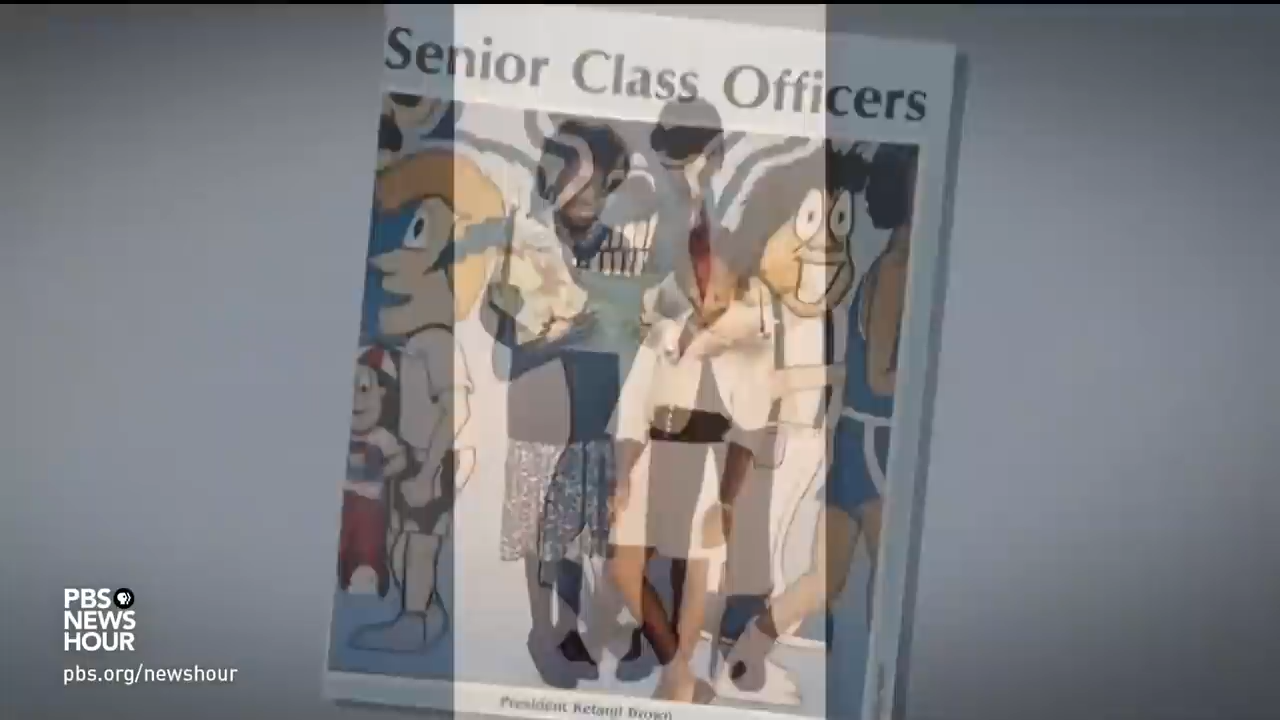 Senior Class Officers
President Ketanji Brown
PBS
NEWS
HOUR
pbs.org/newshour